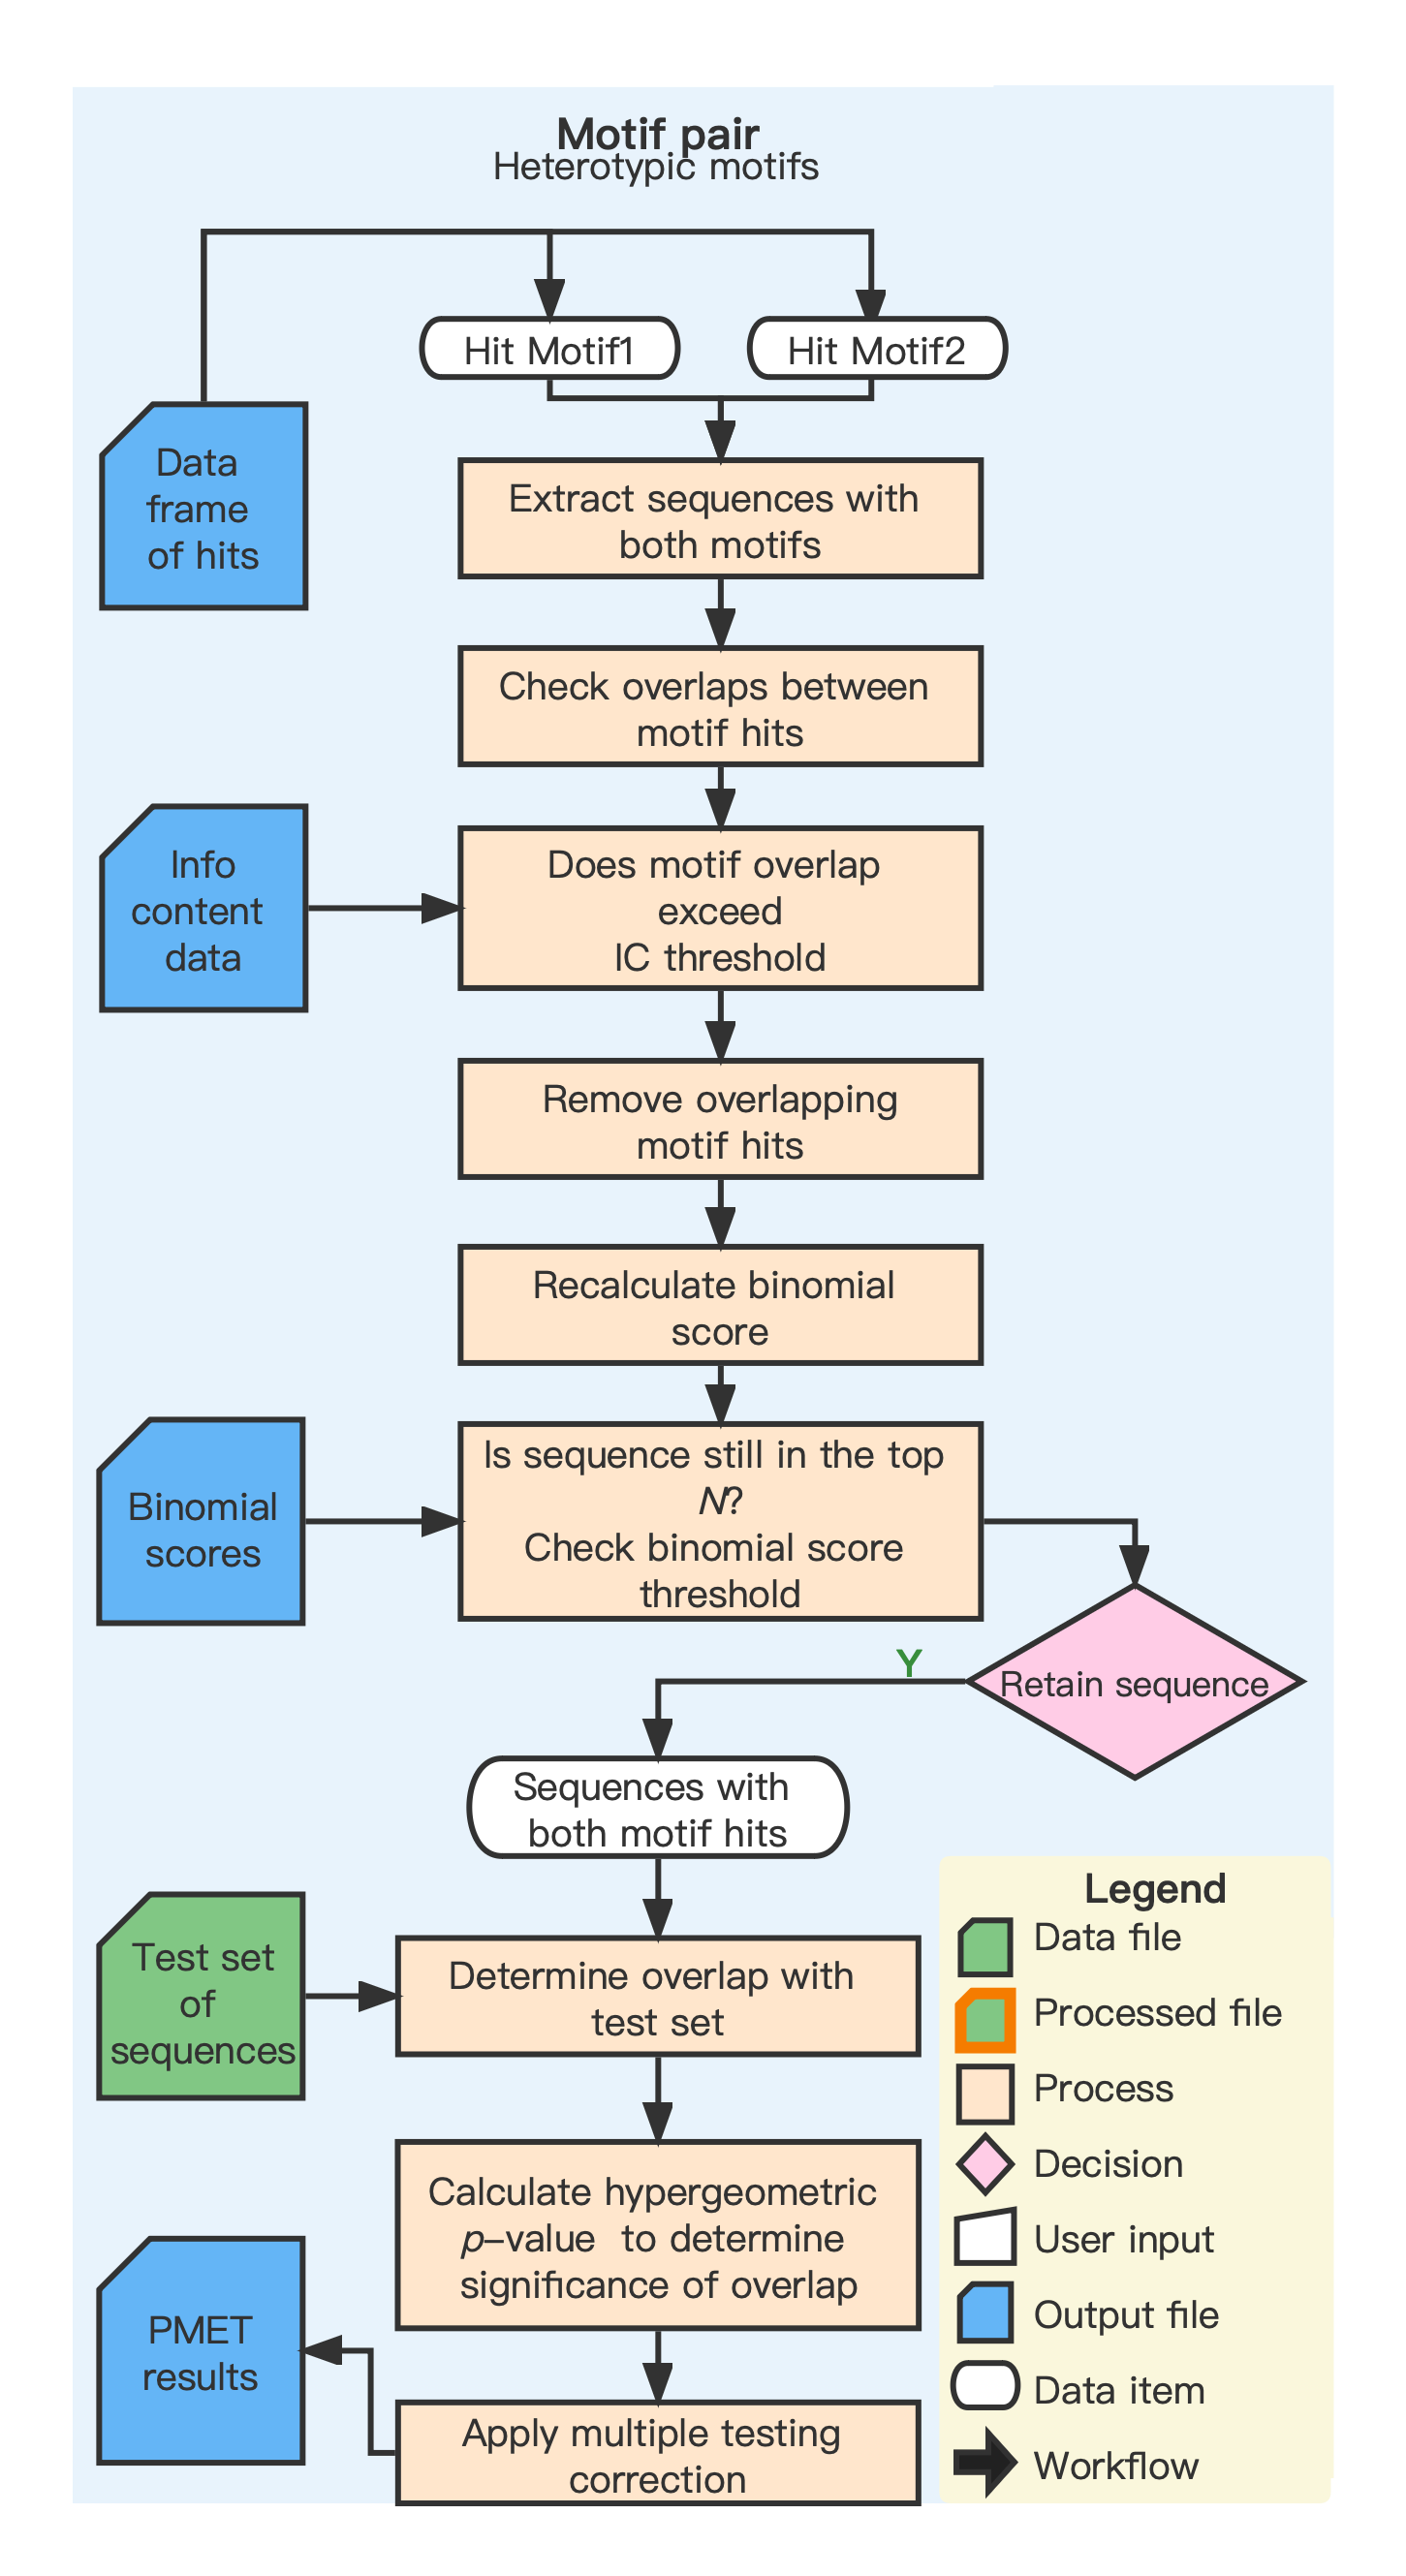 Motif pair
Heterotypic motifs
Hit Motif1
Hit Motif2
Data
frame
of hits
Extract sequences with
both motifs
Check overlaps between
motif hits
Info
content
data
Does motif overlap
exceed
IC threshold
Remove overlapping
motif hits
Recalculate binomial
score
Binomial
scores
Is sequence still in the top
N?
Check binomial score
threshold
Y
Retain sequence
Sequences with
both motif hits
Test set
of
sequences
Determine overlap with
test set
Calculate hypergeometric
p–value to determine
significance of overlap
PMET
results
Apply multiple testing
correction
Legend
Data file
Processed file
Process
Decision
User input
Output file
Data item
Workflow